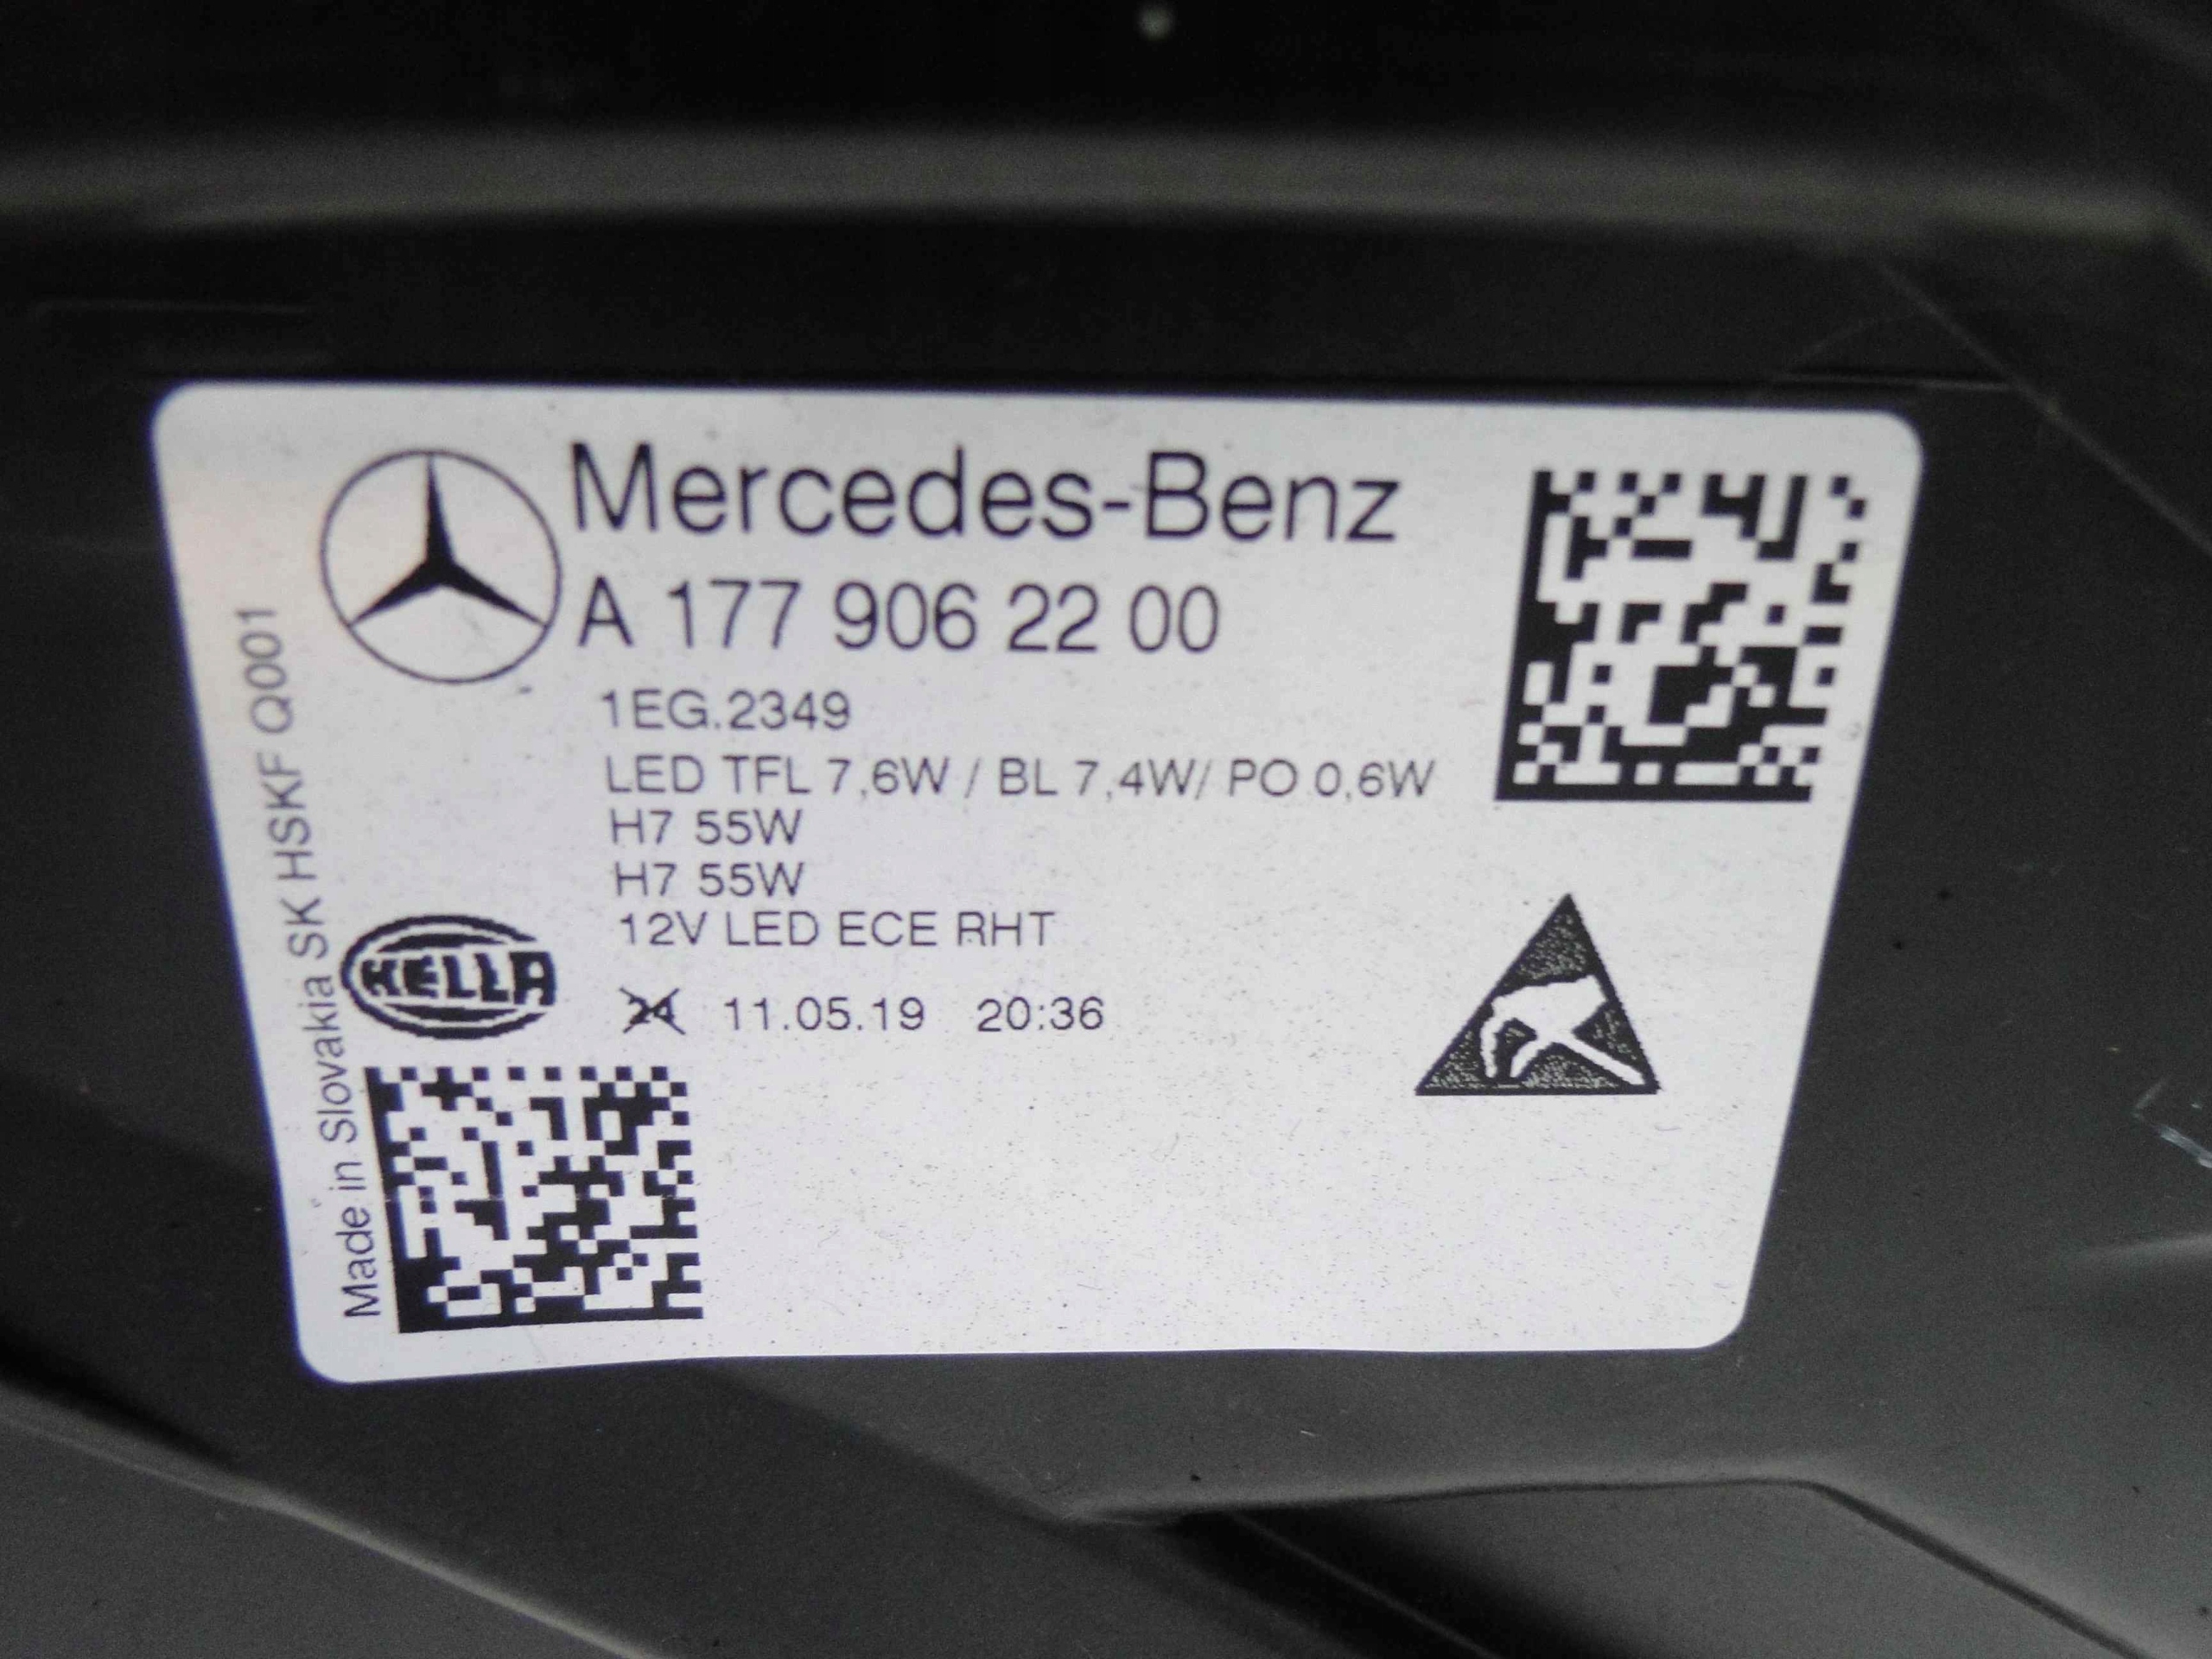 Mercedes-Benz
A 177 906 22 00
1EG.2349
LED TFL 7,6W / BL 7,4W/ PO 0,6W
H7 55W
H7 55W
12V LED ECE RHT
HELLA
24 11.05.19 20:36
Made in Slovakia SK HSKF Q001